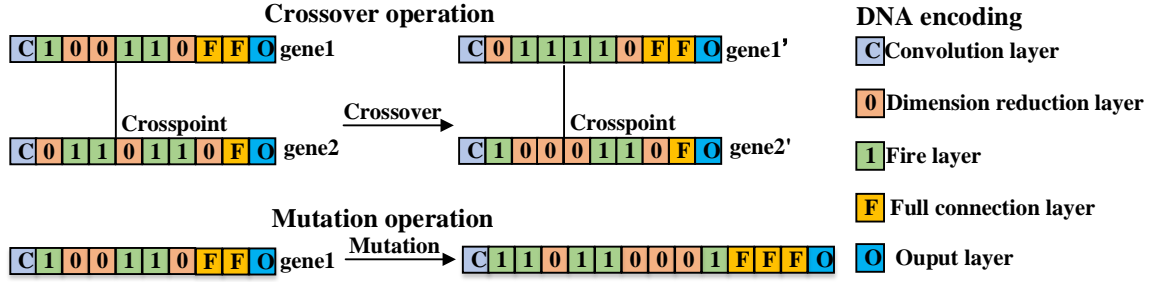 Crossover operation
C 1 0 0 1 1 0 F F O gene1
C 0 1 1 1 1 0 F F O gene1'
Crosspoint
Crossover
Crosspoint
C 0 1 1 0 1 1 0 F O gene2
C 1 0 0 0 1 1 0 F O gene2'
Mutation operation
C 1 0 0 1 1 0 F F O gene1
Mutation
C 1 1 0 1 1 0 0 0 1 F F F O
DNA encoding
C Convolution layer
0 Dimension reduction layer
1 Fire layer
F Full connection layer
O Ouput layer